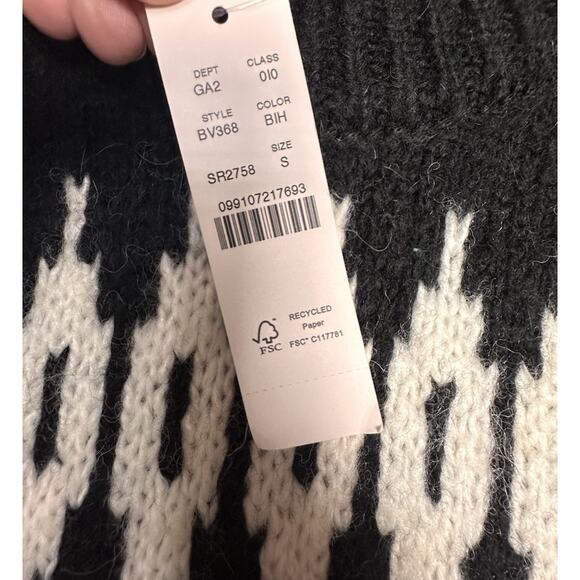 DEPT CLASS
GA2 010
STYLE COLOR
BV368 BIH
SIZE
SR2758 S
099107217693
FSC
RECYCLED
Paper
FSC® C117781